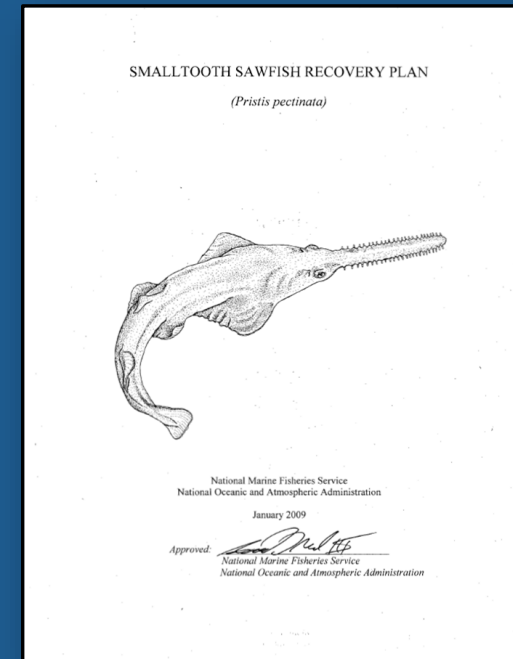 SMALLTOOTH SAWFISH RECOVERY PLAN
(Pristis pectinata)
National Marine Fisheries Service
National Oceanic and Atmospheric Administration
January 2009
Approved:
National Marine Fisheries Service
National Oceanic and Atmospheric Administration